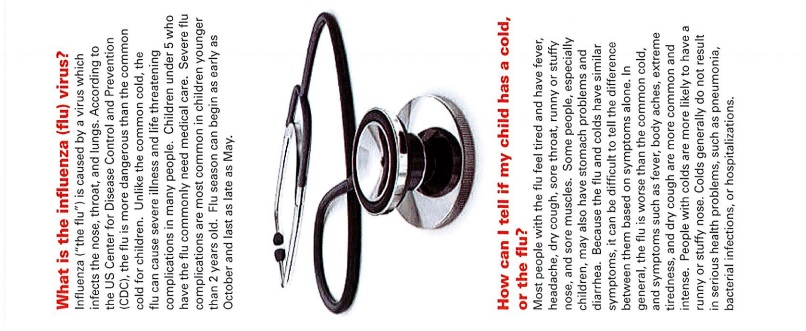 What is the influenza (flu) virus?
Influenza ("the flu") is caused by a virus which
infects the nose, throat, and lungs. According to
the US Center for Disease Control and Prevention
(CDC), the flu is more dangerous than the common
cold for children. Unlike the common cold, the
flu can cause severe illness and life threatening
complications in many people. Children under 5 who
have the flu commonly need medical care. Severe flu
complications are most common in children younger
than 2 years old. Flu season can begin as early as
October and last as late as May.
How can I tell if my child has a cold,
or the flu?
Most people with the flu feel tired and have fever,
headache, dry cough, sore throat, runny or stuffy
nose, and sore muscles. Some people, especially
children, may also have stomach problems and
diarrhea. Because the flu and colds have similar
symptoms, it can be difficult to tell the difference
between them based on symptoms alone. In
general, the flu is worse than the common cold,
and symptoms such as fever, body aches, extreme
tiredness, and dry cough are more common and
intense. People with colds are more likely to have a
runny or stuffy nose. Colds generally do not result
in serious health problems, such as pneumonia,
bacterial infections, or hospitalizations.